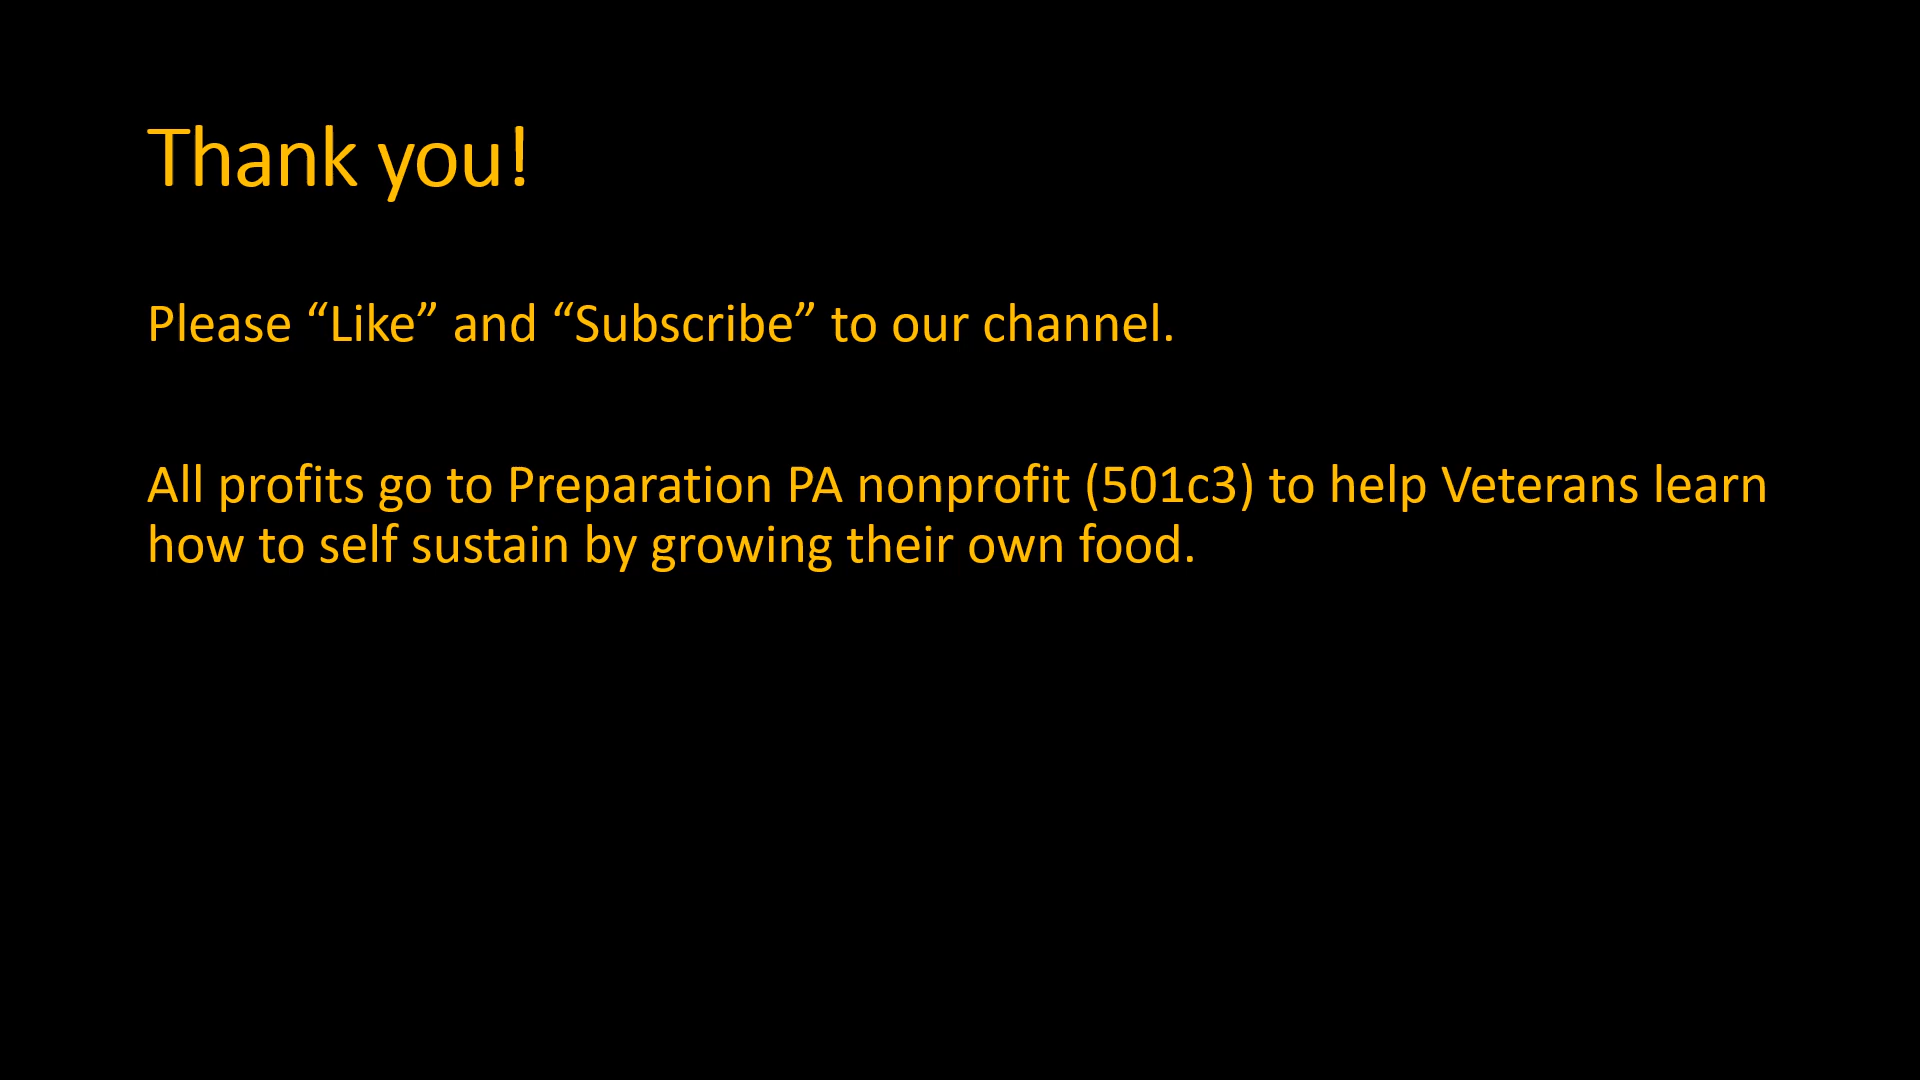 Thank you!
Please “Like” and “Subscribe” to our channel.
All profits go to Preparation PA nonprofit (501c3) to help Veterans learn
how to self sustain by growing their own food.